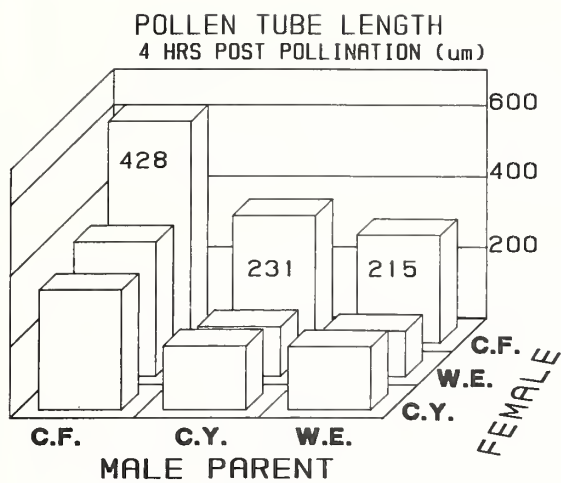 POLLEN TUBE LENGTH
4 HRS POST POLLINATION (um)
600
428
400
200
231
215
C.F.
W.E.
C.Y.
FEMALE
C.F. C.Y. W.E.
MALE PARENT